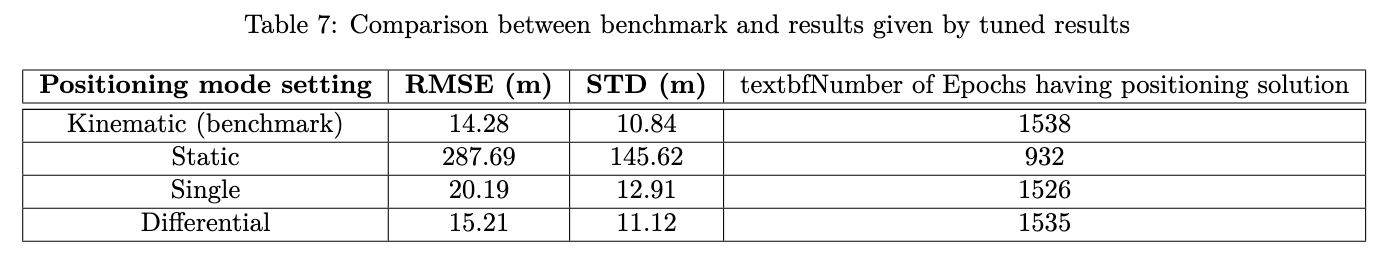 Table 7: Comparison between benchmark and results given by tuned results
Positioning mode setting RMSE (m) STD (m) textbfNumber of Epochs having positioning solution
Kinematic (benchmark) 14.28 10.84 1538
Static 287.69 145.62 932
Single 20.19 12.91 1526
Differential 15.21 11.12 1535